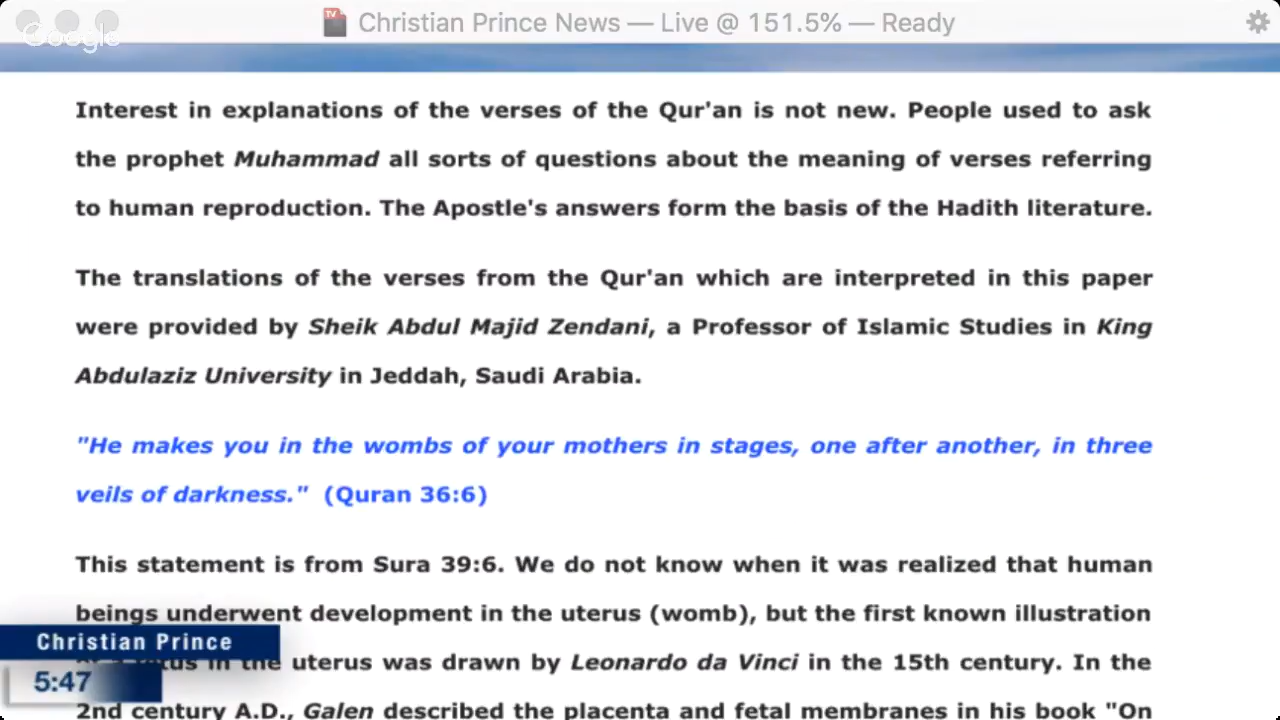 TV
Christian Prince News — Live @ 151.5% — Ready
Google
Interest in explanations of the verses of the Qur'an is not new. People used to ask
the prophet Muhammad all sorts of questions about the meaning of verses referring
to human reproduction. The Apostle's answers form the basis of the Hadith literature.
The translations of the verses from the Qur'an which are interpreted in this paper
were provided by Sheik Abdul Majid Zendani, a Professor of Islamic Studies in King
Abdulaziz University in Jeddah, Saudi Arabia.
"He makes you in the wombs of your mothers in stages, one after another, in three
veils of darkness." (Quran 36:6)
This statement is from Sura 39:6. We do not know when it was realized that human
beings underwent development in the uterus (womb), but the first known illustration
in the uterus was drawn by Leonardo da Vinci in the 15th century. In the
2nd century A.D., Galen described the placenta and fetal membranes in his book "On
Christian Prince
5:47